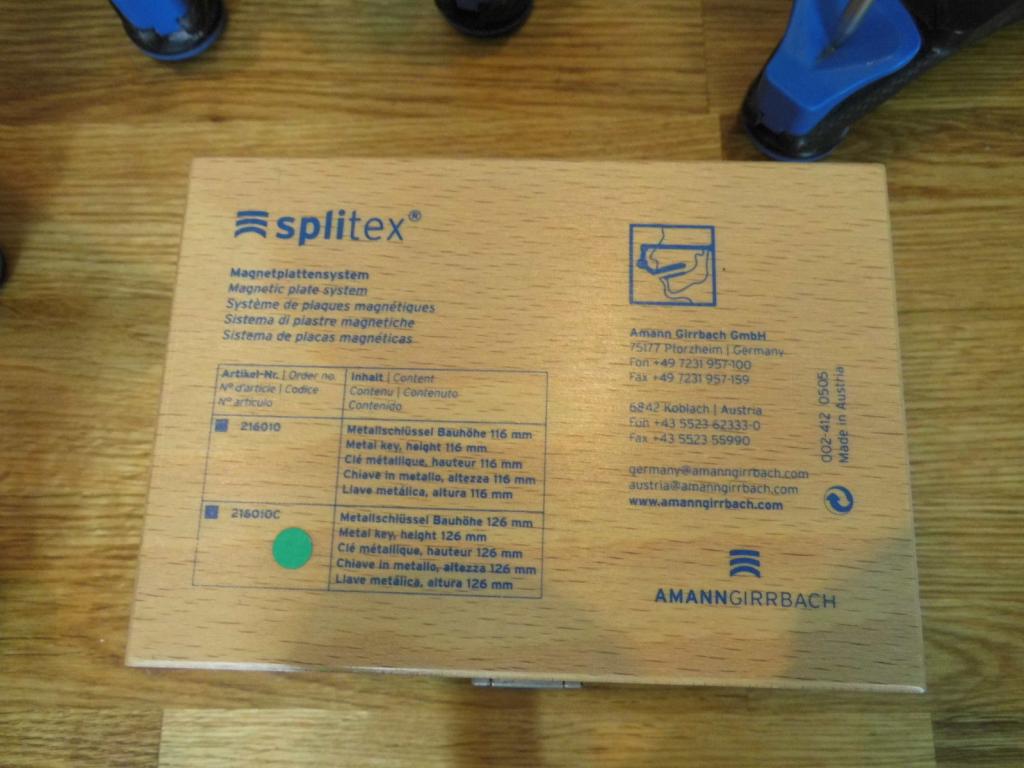 splitex®
Magnetplattensystem
Magnetic plate system
Système de plaques magnétiques
Sistema di piastre magnetiche
Sistema de placas magnéticas
Artikel-Nr. | Order no.
N° d'article | Codice
N° artículo
Inhalt | Content
Contenu | Contenuto
Contenido
216010
Metallschlüssel Bauhöhe 116 mm
Metal key, height 116 mm
Clé métallique, hauteur 116 mm
Chiave in metallo, altezza 116 mm
Llave metálica, altura 116 mm
216010C
Metallschlüssel Bauhöhe 126 mm
Metal key, height 126 mm
Clé métallique, hauteur 126 mm
Chiave in metallo, altezza 126 mm
Llave metálica, altura 126 mm
Amann Girrbach GmbH
75177 Pforzheim | Germany
Fon +49 7231 957-100
Fax +49 7231 957-159
6842 Koblach | Austria
Fon +43 5523 62333-0
Fax +43 5523 55990
germany@amanngirrbach.com
austria@amanngirrbach.com
www.amanngirrbach.com
002-412 0505
Made in Austria
AMANNGIRRBACH